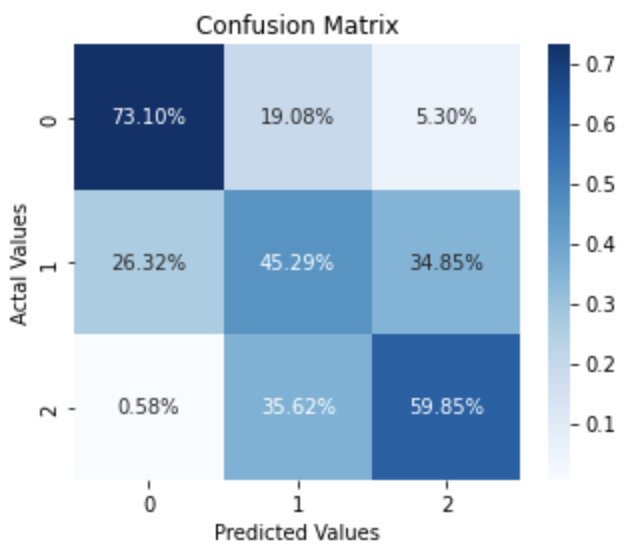 Confusion Matrix
73.10% 19.08% 5.30%
26.32% 45.29% 34.85%
0.58% 35.62% 59.85%
0
1
2
Actal Values
0 1 2
Predicted Values
0.7
0.6
0.5
0.4
0.3
0.2
0.1